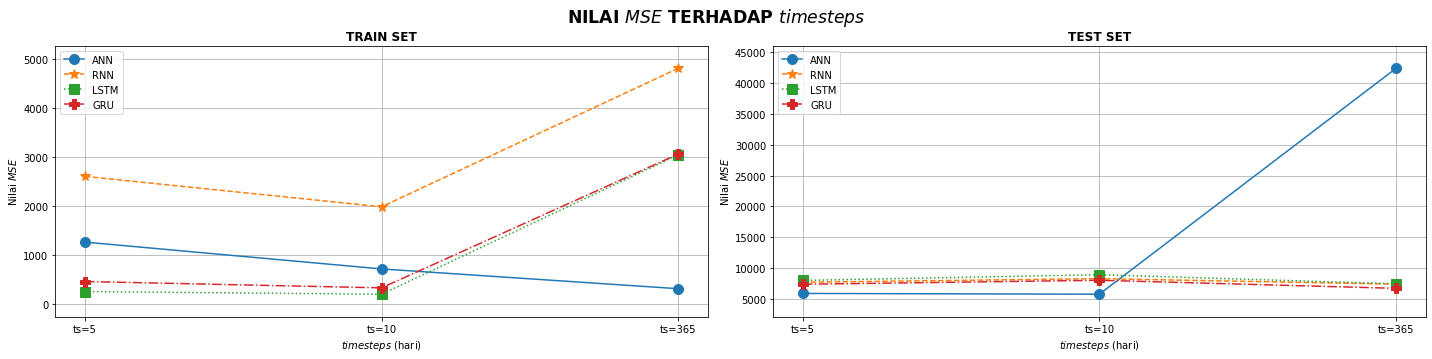 NILAI MSE TERHADAP timesteps
TRAIN SET
5000
4000
3000
2000
1000
0
Nilai MSE
ANN
RNN
LSTM
GRU
ts=5
ts=10
ts=365
timesteps (hari)
TEST SET
45000
40000
35000
30000
25000
20000
15000
10000
5000
Nilai MSE
ANN
RNN
LSTM
GRU
ts=5
ts=10
ts=365
timesteps (hari)